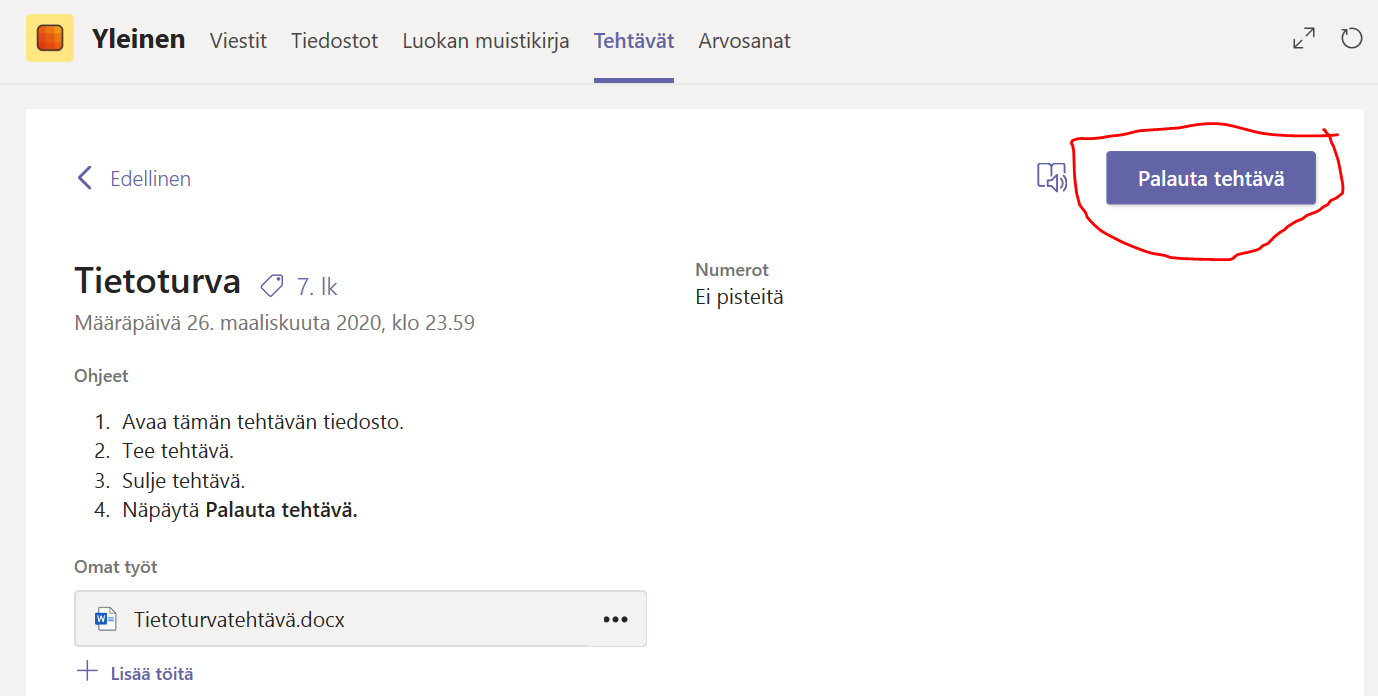 Yleinen Viestit Tiedostot Luokan muistikirja Tehtävät Arvosanat
Edellinen
Palauta tehtävä
Tietoturva 7. lk
Määräpäivä 26. maaliskuuta 2020, klo 23.59
Numerot
Ei pisteitä
Ohjeet
1. Avaa tämän tehtävän tiedosto.
2. Tee tehtävä.
3. Sulje tehtävä.
4. Näpäytä Palauta tehtävä.
Omat työt
Tietoturvatehtävä.docx
Lisää töitä